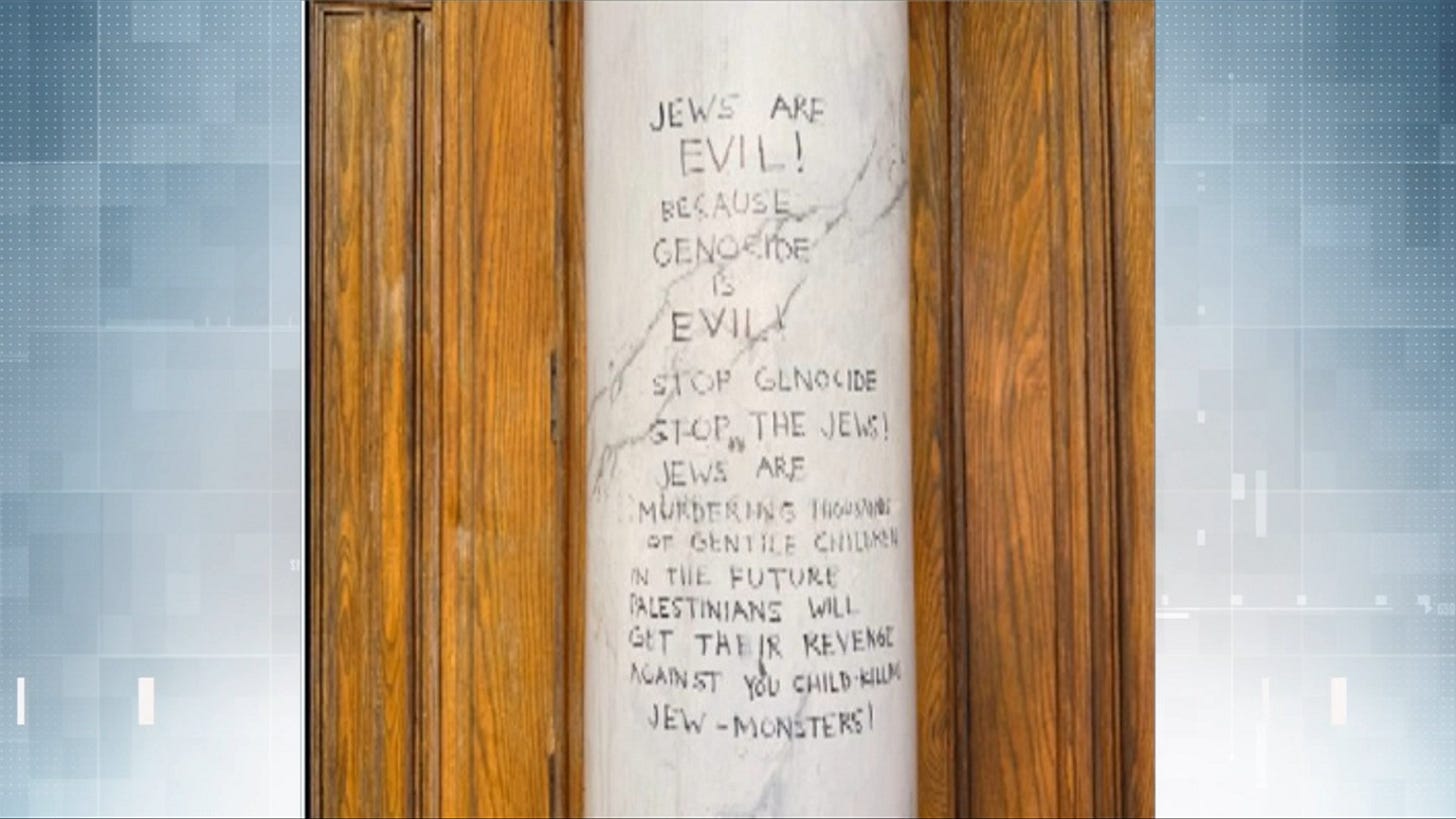 JEWS ARE
EVIL!
BECAUSE
GENOCIDE
IS
EVIL!
STOP GENOCIDE
STOP THE JEWS!
JEWS ARE
MURDERING THOUSANDS
OF GENTILE CHILDREN
IN THE FUTURE
PALESTINIANS WILL
GET THEIR REVENGE
AGAINST YOU CHILD-KILLING
JEW-MONSTERS!